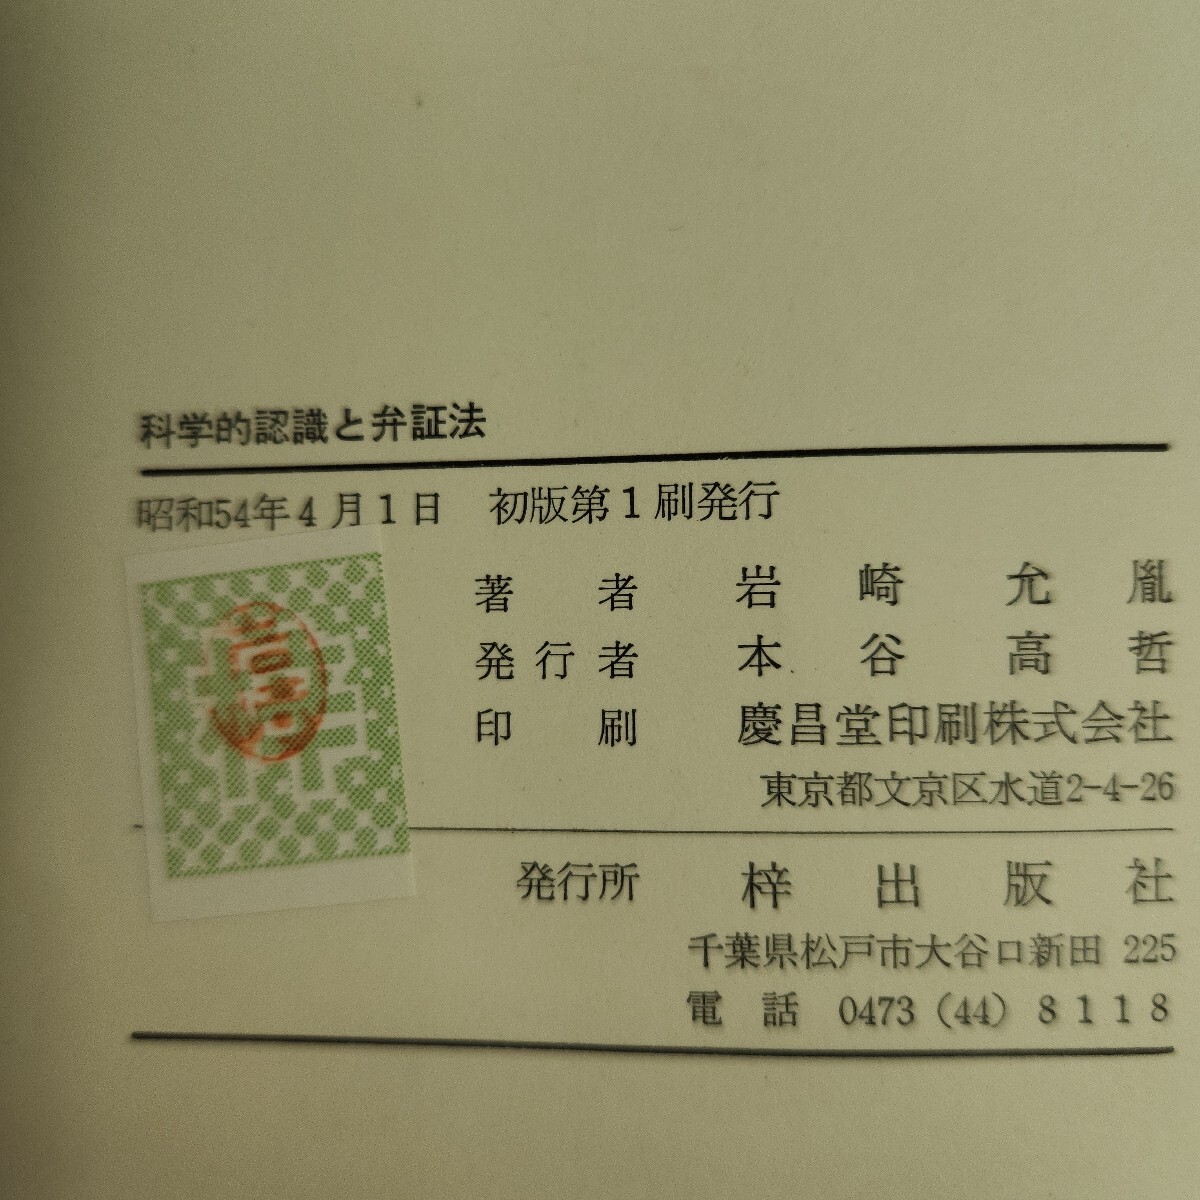 科学的認識と弁証法
昭和54年4月1日 初版第1刷発行
著者 岩崎允胤
発行者 本谷高哲
印刷 慶昌堂印刷株式会社
東京都文京区水道2-4-26
発行所 梓出版社
千葉県松戸市大谷口新田 225
電話 0473 (44) 8118